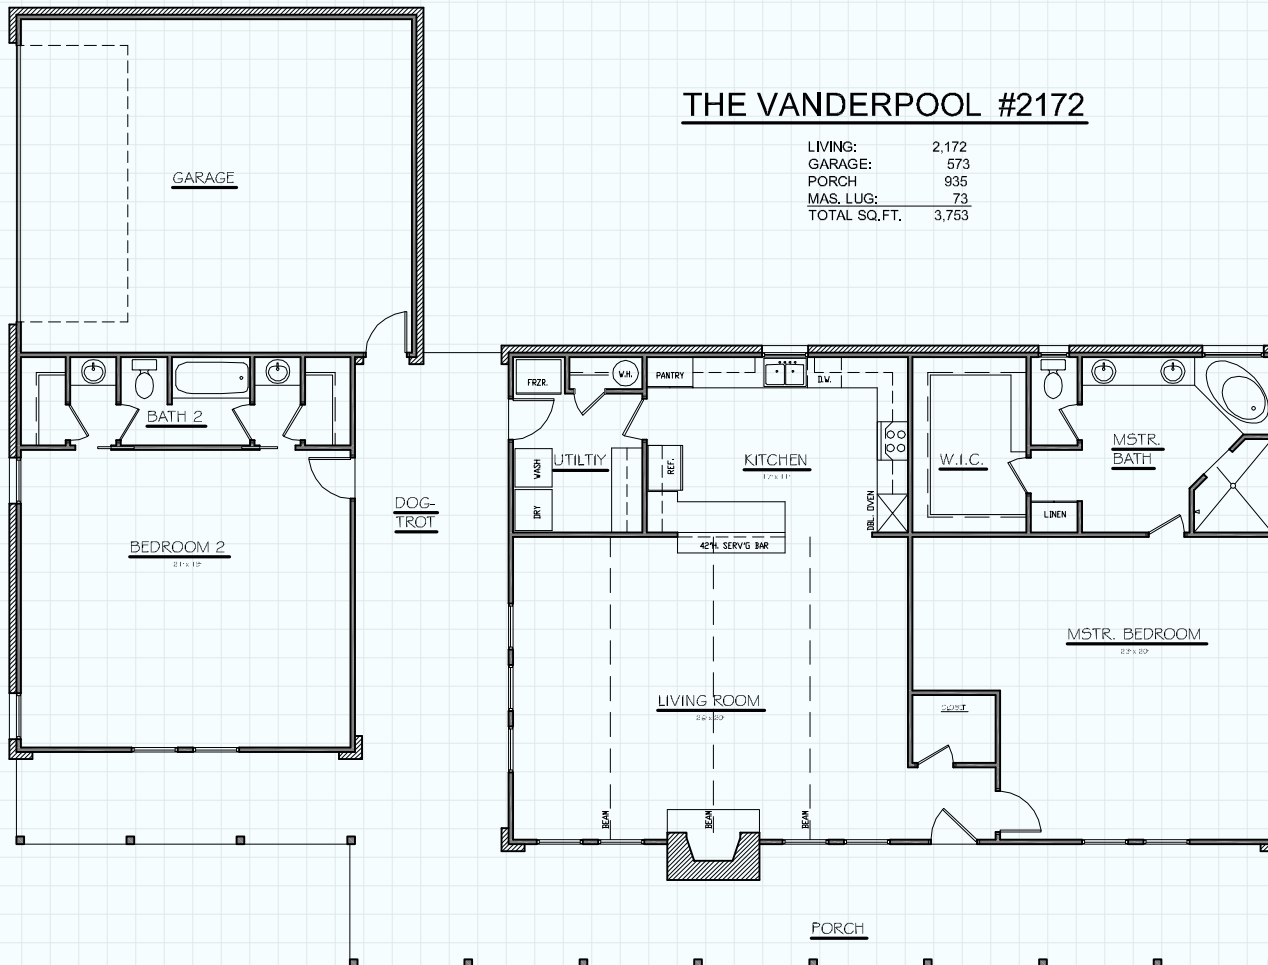 THE VANDERPOOL #2172
LIVING: 2,172
GARAGE: 573
PORCH 935
MAS. LUG: 73
TOTAL SQ.FT. 3,753
GARAGE
FRZR.
W.H.
PANTRY
D.W.
BATH 2
MSTR.
BATH
WASH
UTILTIY
REF.
KITCHEN
W.I.C.
DRY
DBL. OVEN
LINEN
DOG-
TROT
BEDROOM 2
42"H. SERV'G BAR
MSTR. BEDROOM
LIVING ROOM
CLOSET
BEAM
BEAM
BEAM
PORCH